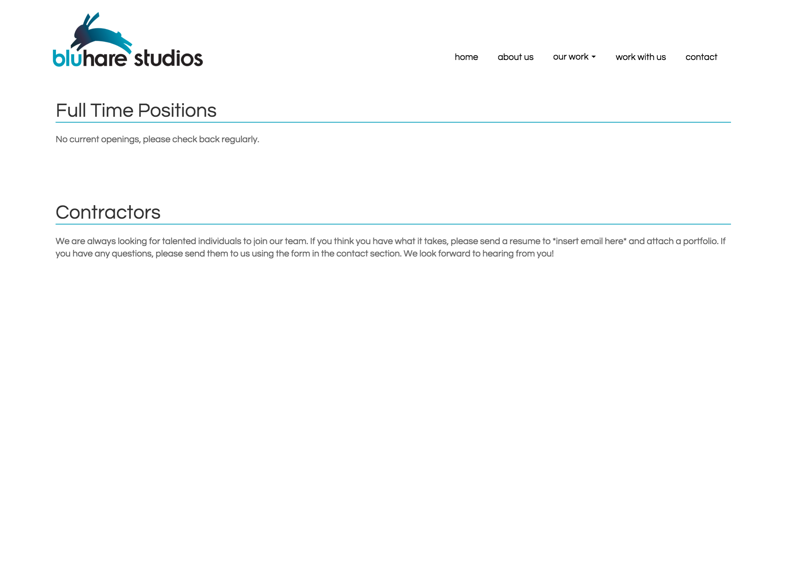 bluhare studios
home about us our work work with us contact
Full Time Positions
No current openings, please check back regularly.
Contractors
We are always looking for talented individuals to join our team. If you think you have what it takes, please send a resume to *insert email here* and attach a portfolio. If
you have any questions, please send them to us using the form in the contact section. We look forward to hearing from you!